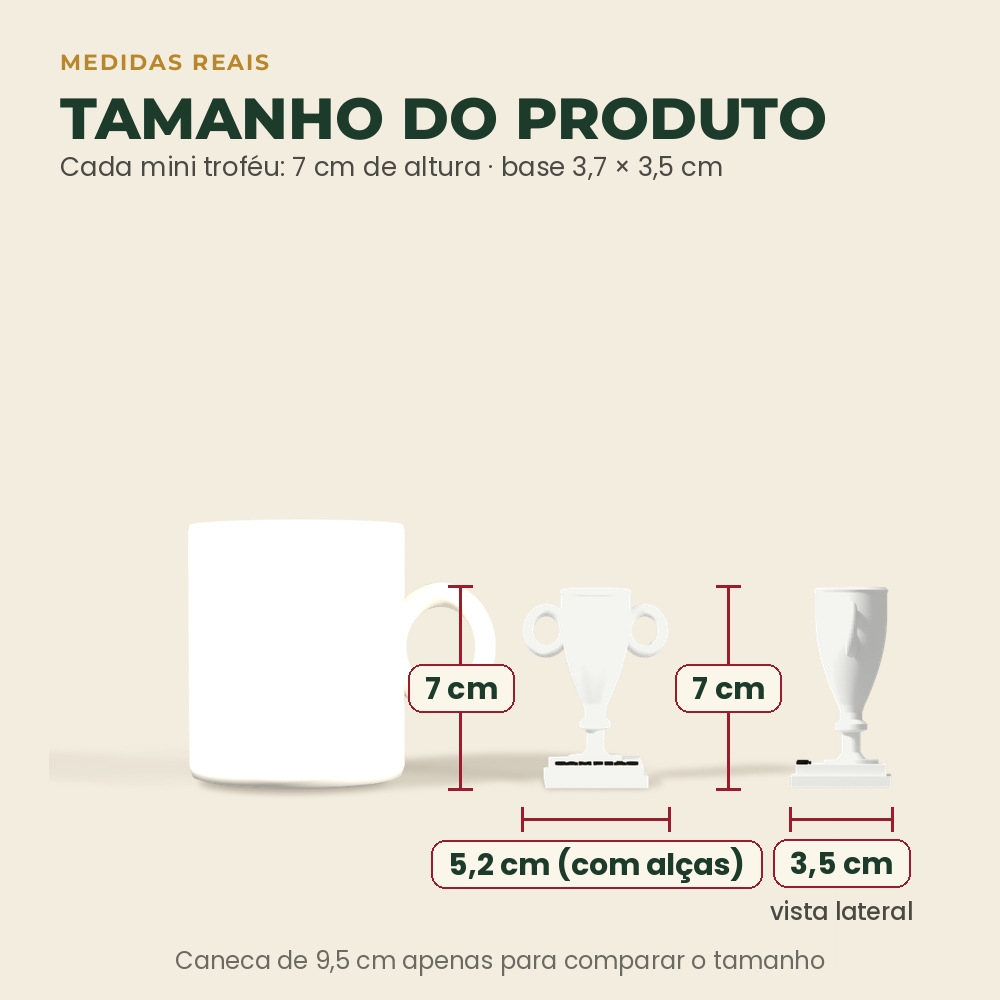 MEDIDAS REAIS
TAMANHO DO PRODUTO
Cada mini troféu: 7 cm de altura · base 3,7 × 3,5 cm
7 cm
7 cm
5,2 cm (com alças)
3,5 cm
vista lateral
Caneca de 9,5 cm apenas para comparar o tamanho